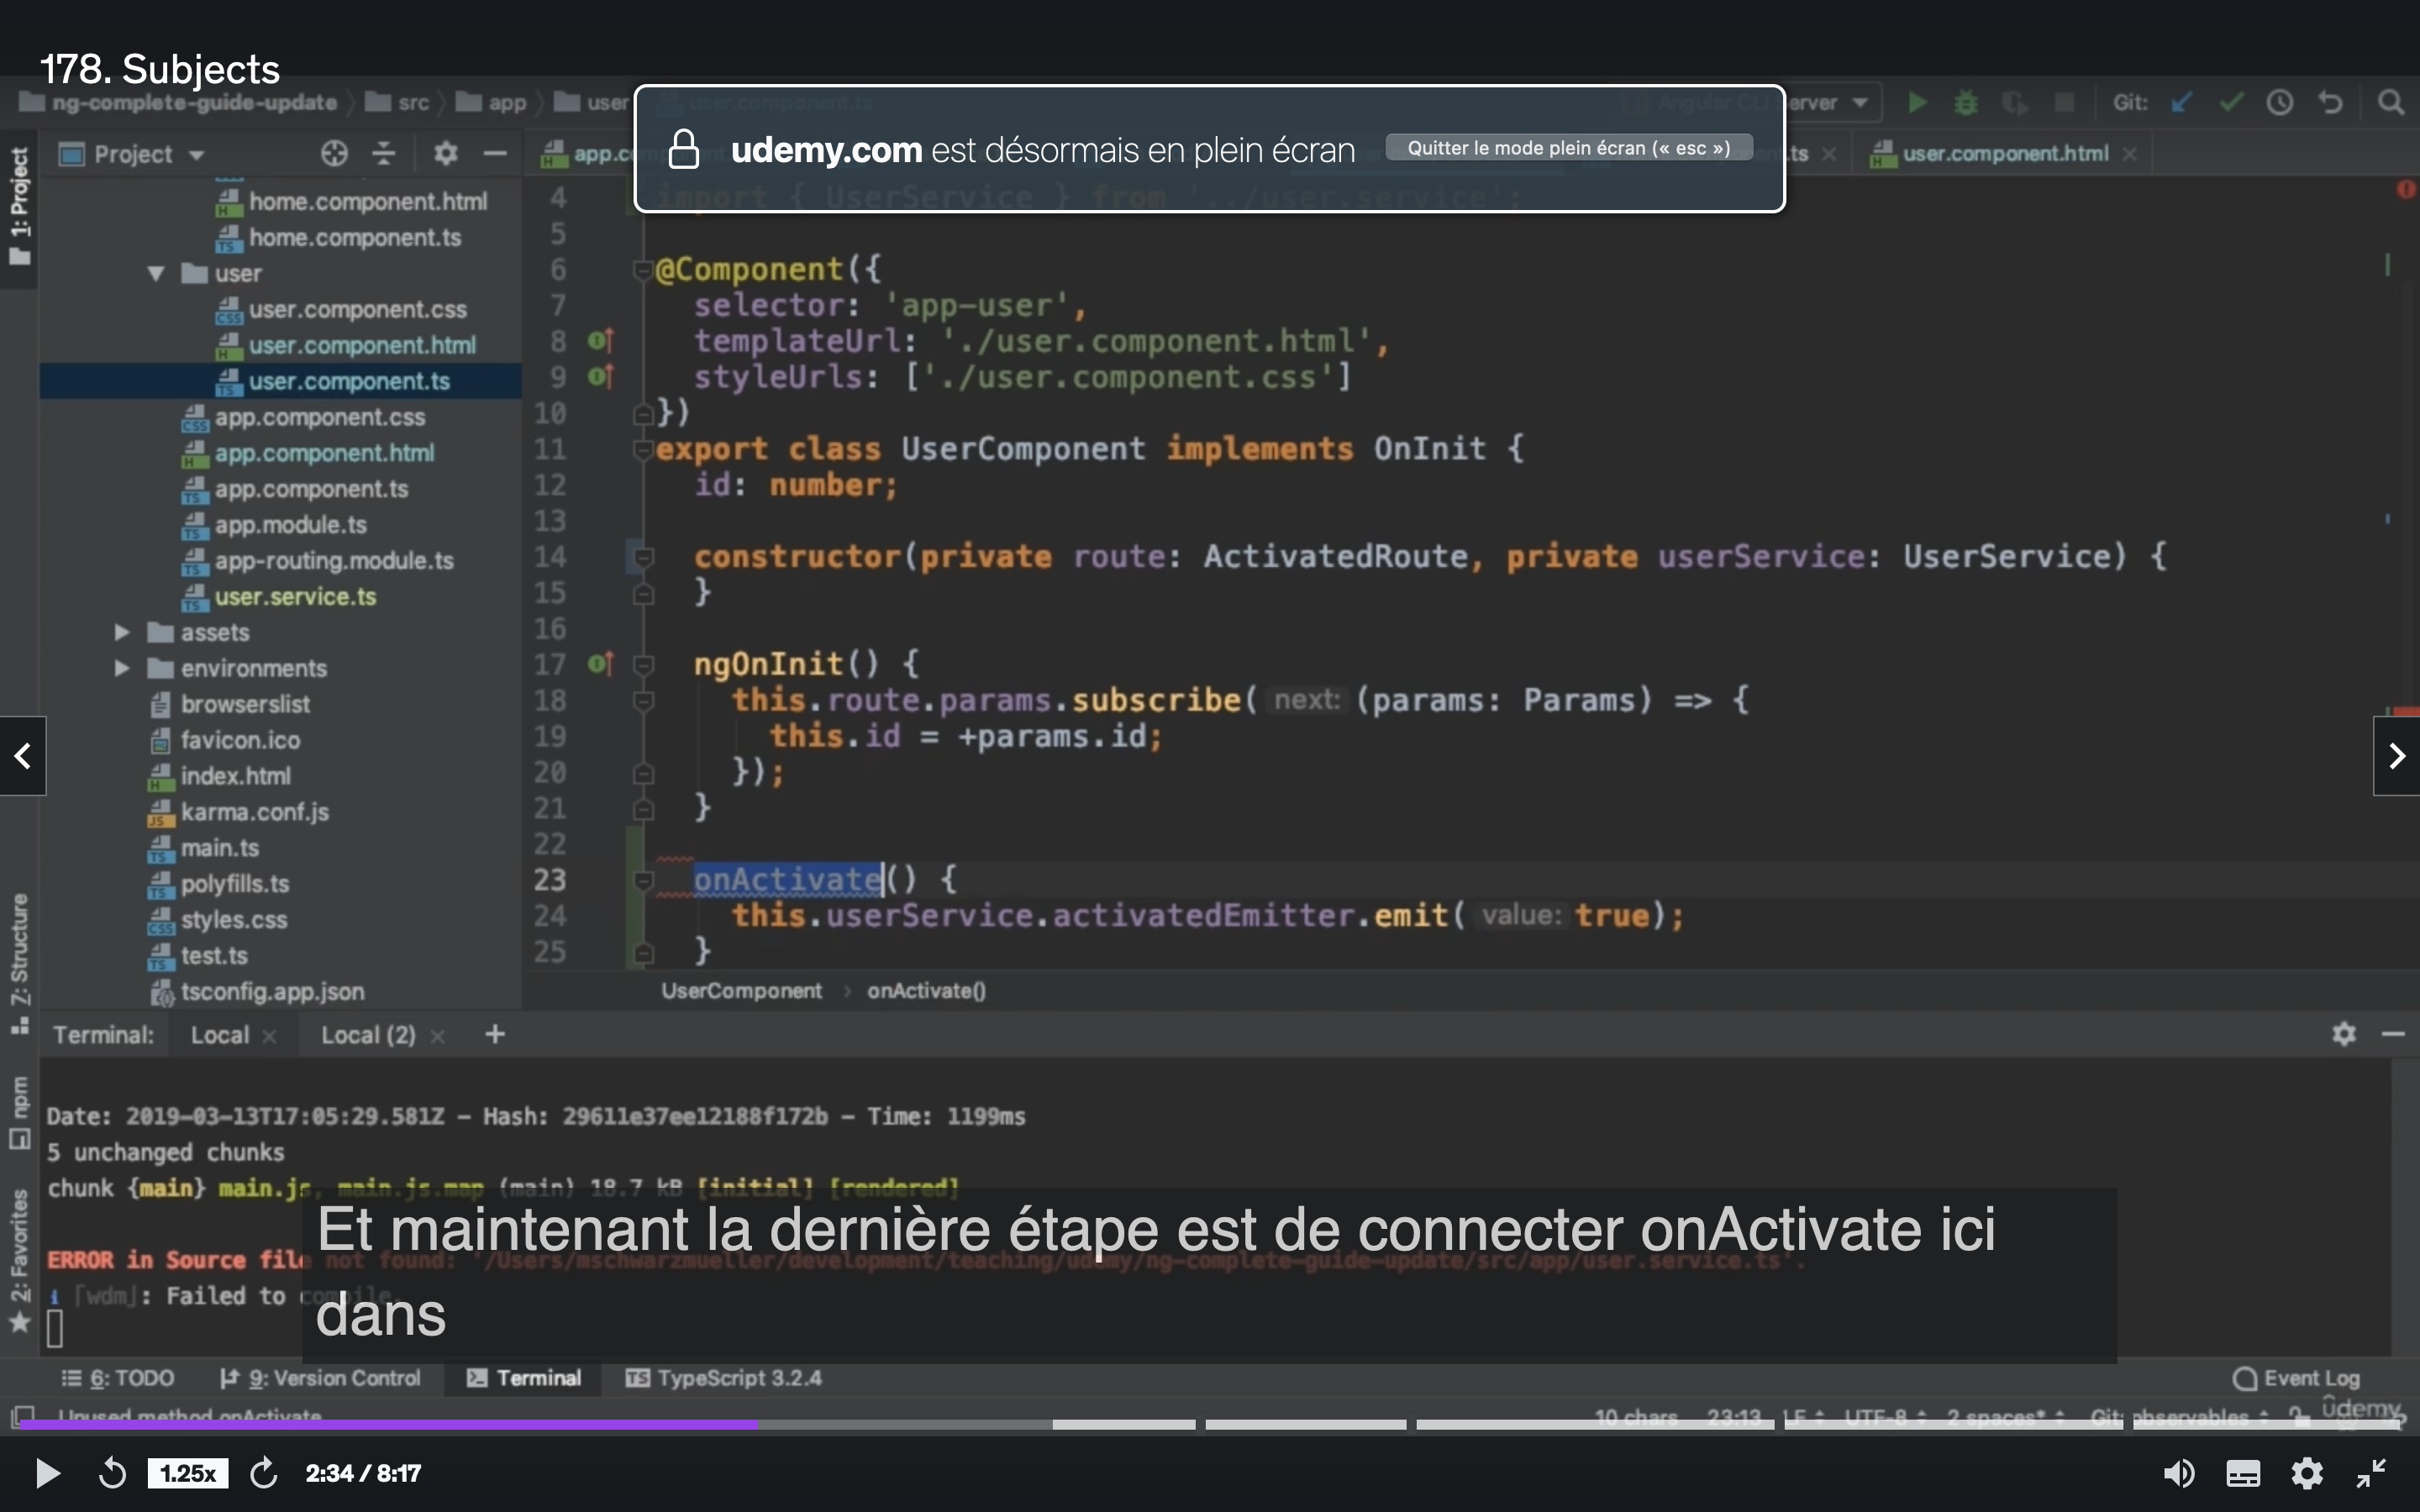 178. Subjects
ng-complete-guide-update
src
app
user
user.component.ts
Angular CLI Server
Git:
udemy.com est désormais en plein écran
Quitter le mode plein écran (« esc »)
Project
.ts
user.component.html
1: Project
home.component.html
home.component.ts
user
user.component.css
user.component.html
user.component.ts
app.component.css
app.component.html
app.component.ts
app.module.ts
app-routing.module.ts
user.service.ts
assets
environments
browserslist
favicon.ico
index.html
karma.conf.js
main.ts
polyfills.ts
styles.css
test.ts
tsconfig.app.json
4 import { UserService } from '../user.service';
5
6 @Component({
7 selector: 'app-user',
8 templateUrl: './user.component.html',
9 styleUrls: ['./user.component.css']
10 })
11 export class UserComponent implements OnInit {
12 id: number;
13
14 constructor(private route: ActivatedRoute, private userService: UserService) {
15 }
16
17 ngOnInit() {
18 this.route.params.subscribe( next: (params: Params) => {
19 this.id = +params.id;
20 });
21 }
22
23 onActivate() {
24 this.userService.activatedEmitter.emit( value: true);
25 }
UserComponent > onActivate()
Z: Structure
npm
2: Favorites
Terminal: Local Local (2) +
Date: 2019-03-13T17:05:29.581Z - Hash: 29611e37ee12188f172b - Time: 1199ms
5 unchanged chunks
chunk {main} main.js, main.js.map (main) 18.7 kB [initial] [rendered]
ERROR in Source file not found: '/Users/mschwarzmueller/development/teaching/udemy/ng-complete-guide-update/src/app/user.service.ts'.
i ｢wdm｣: Failed to compile.
Et maintenant la dernière étape est de connecter onActivate ici
dans
6: TODO
9: Version Control
Terminal
TypeScript 3.2.4
Event Log
Unused method onActivate
10 chars 23:13 LF UTF-8 2 spaces* Git: observables
ûdemy
1.25x
2:34 / 8:17